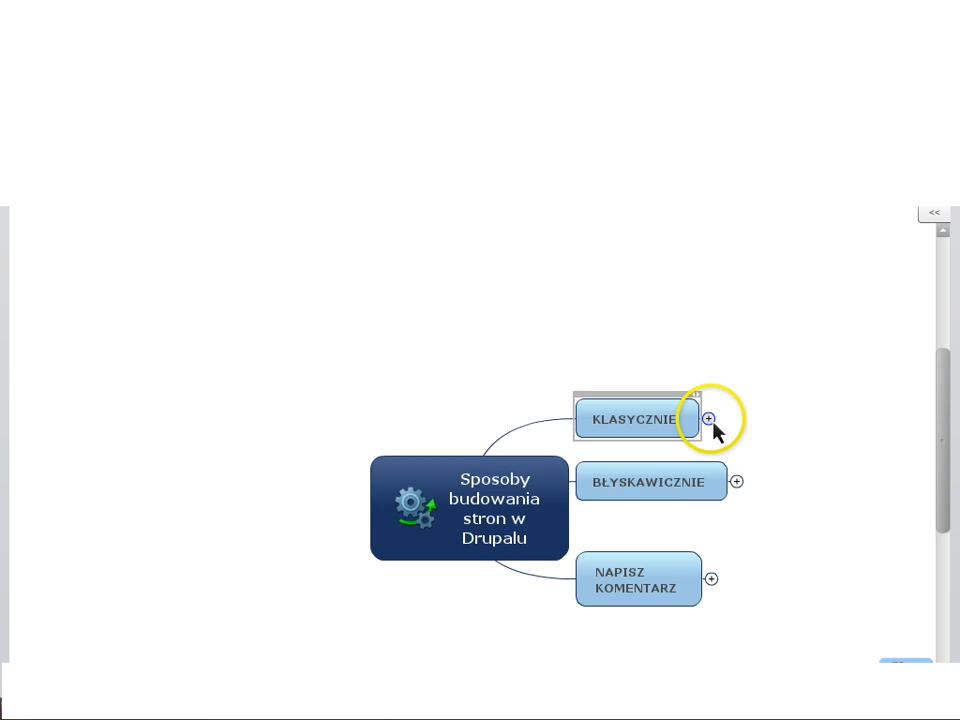 <<
KLASYCZNIE
Sposoby
budowania
stron w
Drupalu
BŁYSKAWICZNIE
NAPISZ
KOMENTARZ